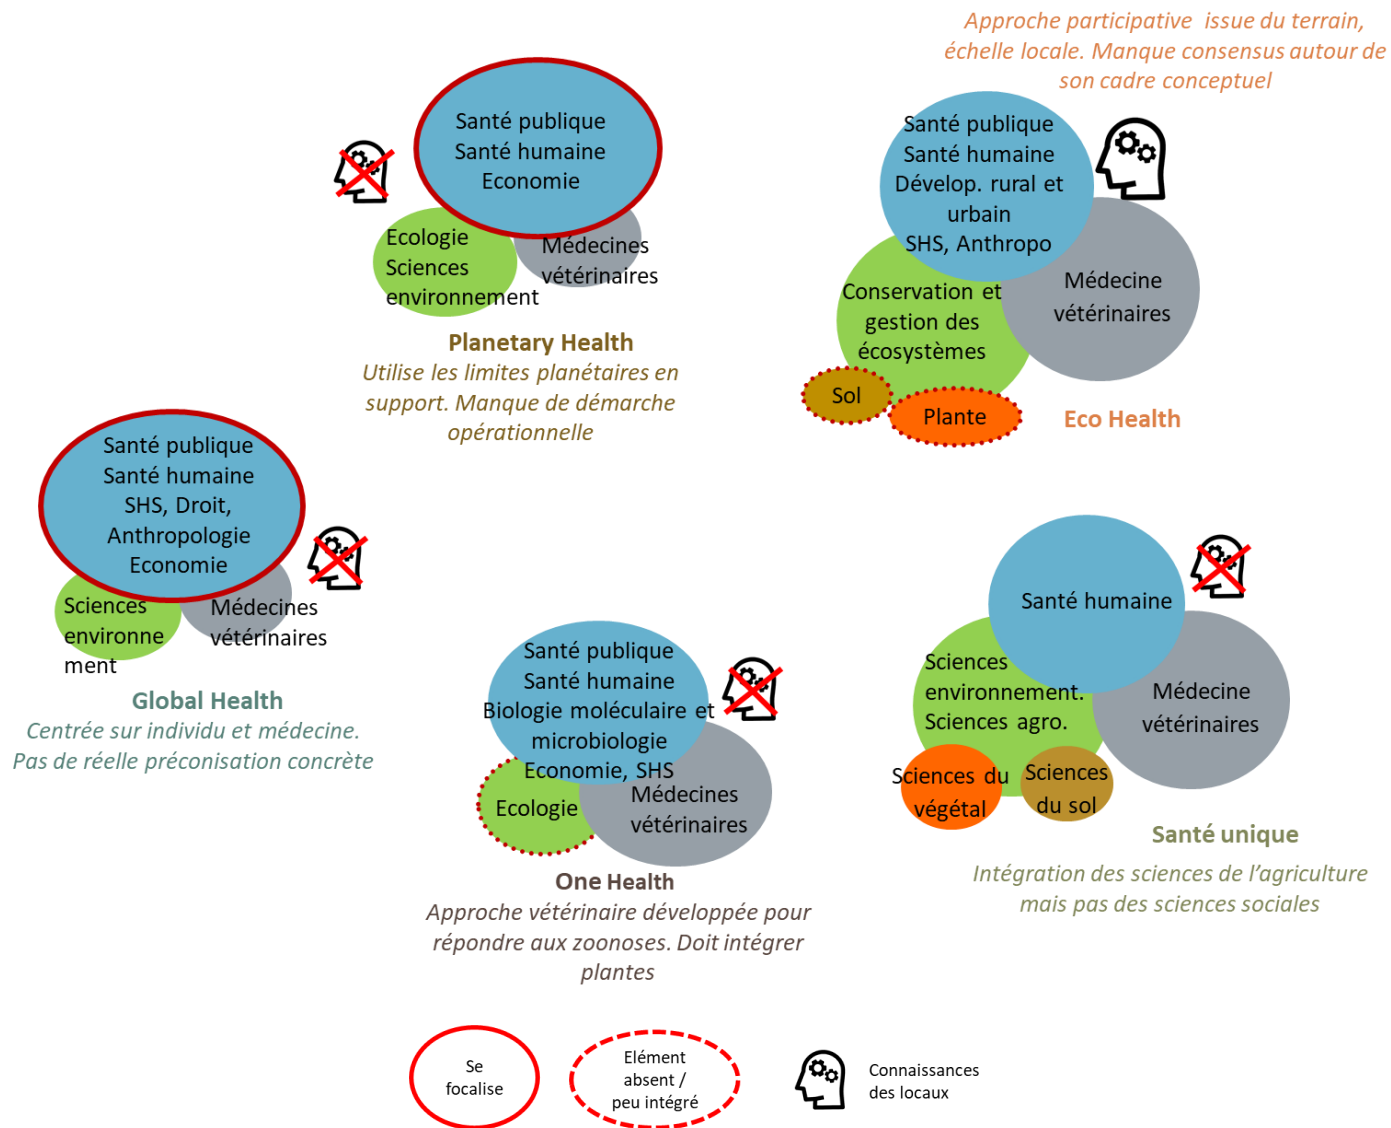 Approche participative issue du terrain,
échelle locale. Manque consensus autour de
son cadre conceptuel
Santé publique
Santé humaine
Economie
Ecologie
Sciences
environnement
Médecines
vétérinaires
Planetary Health
Utilise les limites planétaires en
support. Manque de démarche
opérationnelle
Santé publique
Santé humaine
Dévelop. rural et
urbain
SHS, Anthropo
Conservation et
gestion des
écosystèmes
Médecine
vétérinaires
Sol
Plante
Eco Health
Santé publique
Santé humaine
SHS, Droit,
Anthropologie
Economie
Sciences
environne
ment
Médecines
vétérinaires
Global Health
Centrée sur individu et médecine.
Pas de réelle préconisation concrète
Santé publique
Santé humaine
Biologie moléculaire et
microbiologie
Economie, SHS
Ecologie
Médecines
vétérinaires
One Health
Approche vétérinaire développée pour
répondre aux zoonoses. Doit intégrer
plantes
Santé humaine
Sciences
environnement.
Sciences agro.
Médecine
vétérinaires
Sciences du
végétal
Sciences
du sol
Santé unique
Intégration des sciences de l’agriculture
mais pas des sciences sociales
Se
focalise
Elément
absent /
peu intégré
Connaissances
des locaux